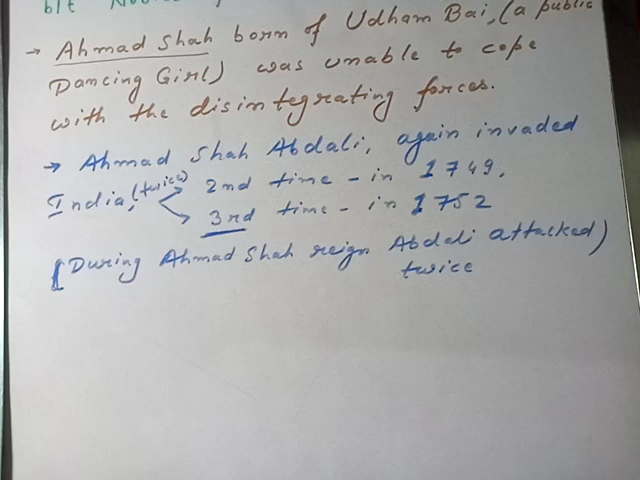 b/t
→ Ahmad Shah born of Udham Bai, (a public
Dancing Girl) was unable to cope
with the disintegrating forces.
→ Ahmad Shah Abdali, again invaded
India, (twice) 2nd time - in 1749.
3rd time - in 1752
[During Ahmad Shah reign Abdali attacked)
twice